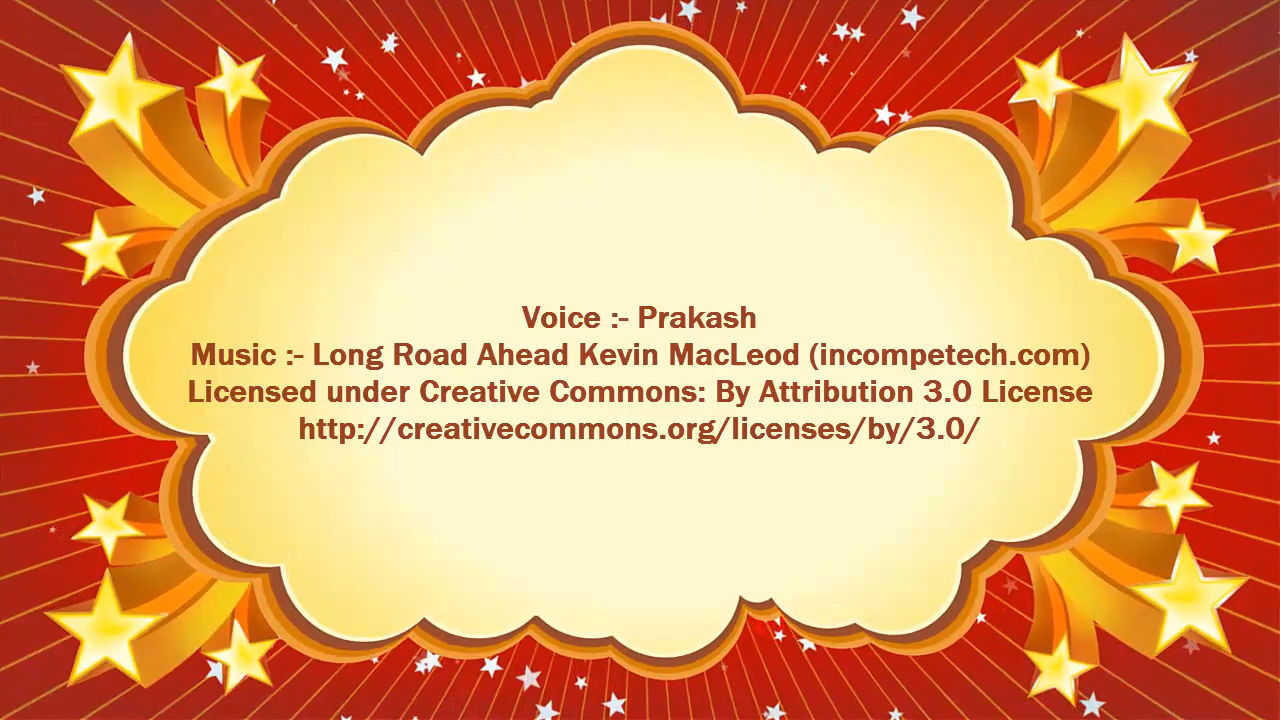 Voice :- Prakash
Music :- Long Road Ahead Kevin MacLeod (incompetech.com)
Licensed under Creative Commons: By Attribution 3.0 License
http://creativecommons.org/licenses/by/3.0/